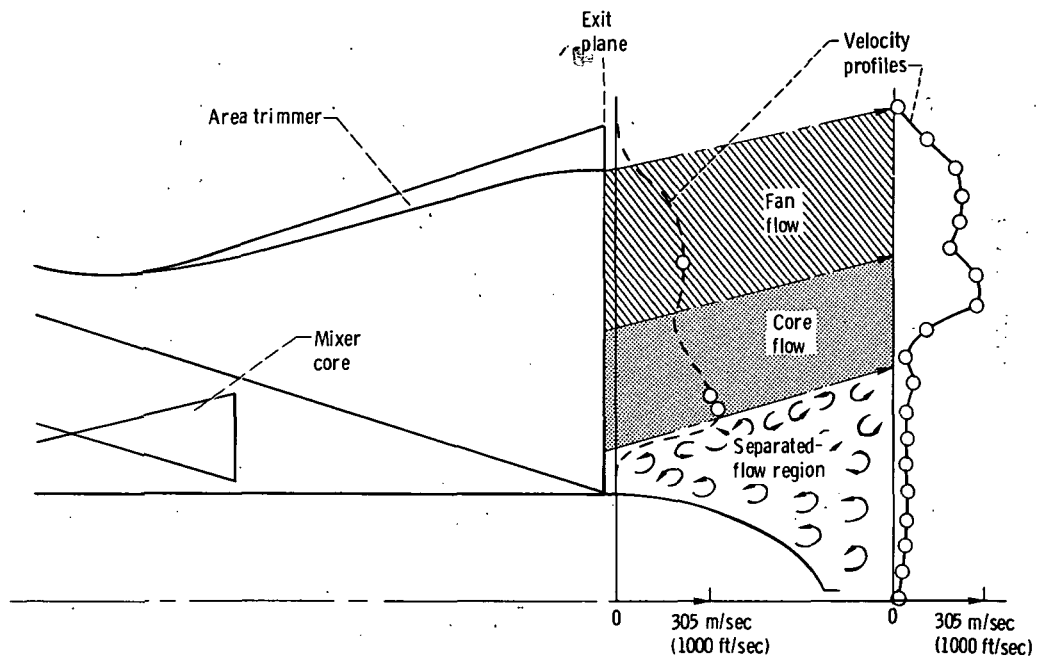 Exit
plane
Velocity
profiles
Area trimmer
Fan
flow
Mixer
core
Core
flow
Separated-
flow region
0
305 m/sec
(1000 ft/sec)
0
305 m/sec
(1000 ft/sec)